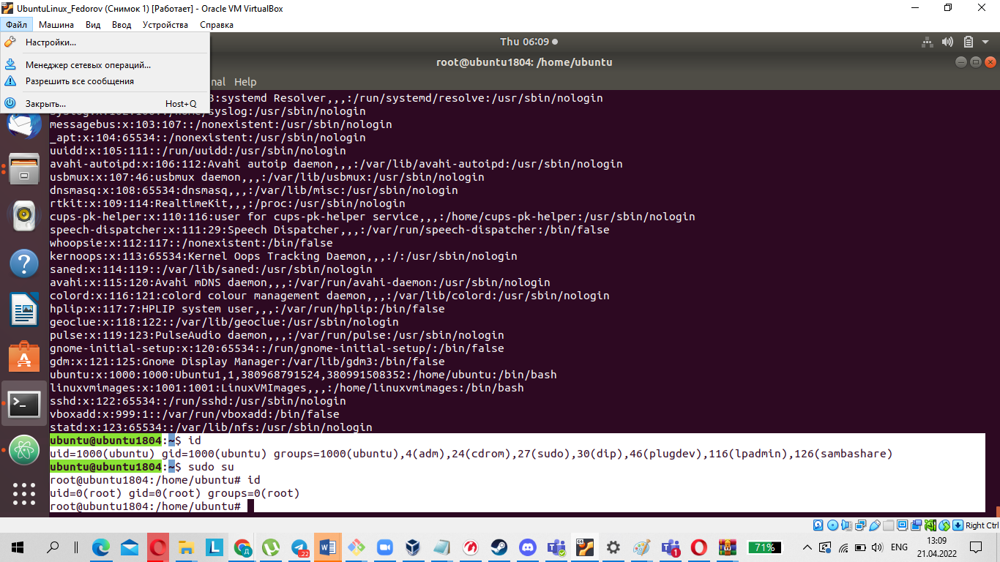 UbuntuLinux_Fedorov (Снимок 1) [Работает] - Oracle VM VirtualBox
Файл Машина Вид Ввод Устройства Справка
Настройки...
Менеджер сетевых операций...
Разрешить все сообщения
Закрыть... Host+Q
Thu 06:09
root@ubuntu1804: /home/ubuntu
nal Help
3:systemd Resolver,,,:/run/systemd/resolve:/usr/sbin/nologin
syslog:x:102:106::/home/syslog:/usr/sbin/nologin
messagebus:x:103:107::/nonexistent:/usr/sbin/nologin
_apt:x:104:65534::/nonexistent:/usr/sbin/nologin
uuidd:x:105:111::/run/uuidd:/usr/sbin/nologin
avahi-autoipd:x:106:112:Avahi autoip daemon,,,:/var/lib/avahi-autoipd:/usr/sbin/nologin
usbmux:x:107:46:usbmux daemon,,,:/var/lib/usbmux:/usr/sbin/nologin
dnsmasq:x:108:65534:dnsmasq,,,:/var/lib/misc:/usr/sbin/nologin
rtkit:x:109:114:RealtimeKit,,,:/proc:/usr/sbin/nologin
cups-pk-helper:x:110:116:user for cups-pk-helper service,,,:/home/cups-pk-helper:/usr/sbin/nologin
speech-dispatcher:x:111:29:Speech Dispatcher,,,:/var/run/speech-dispatcher:/bin/false
whoopsie:x:112:117::/nonexistent:/bin/false
kernoops:x:113:65534:Kernel Oops Tracking Daemon,,,:/:/usr/sbin/nologin
saned:x:114:119::/var/lib/saned:/usr/sbin/nologin
avahi:x:115:120:Avahi mDNS daemon,,,:/var/run/avahi-daemon:/usr/sbin/nologin
colord:x:116:121:colord colour management daemon,,,:/var/lib/colord:/usr/sbin/nologin
hplip:x:117:7:HPLIP system user,,,:/var/run/hplip:/bin/false
geoclue:x:118:122::/var/lib/geoclue:/usr/sbin/nologin
pulse:x:119:123:PulseAudio daemon,,,:/var/run/pulse:/usr/sbin/nologin
gnome-initial-setup:x:120:65534::/run/gnome-initial-setup/:/bin/false
gdm:x:121:125:Gnome Display Manager:/var/lib/gdm3:/bin/false
ubuntu:x:1000:1000:Ubuntu1,1,380968791524,380991508352:/home/ubuntu:/bin/bash
linuxvmimages:x:1001:1001:LinuxVMImages,,,:/home/linuxvmimages:/bin/bash
sshd:x:122:65534::/run/sshd:/usr/sbin/nologin
vboxadd:x:999:1::/var/run/vboxadd:/bin/false
statd:x:123:65534::/var/lib/nfs:/usr/sbin/nologin
ubuntu@ubuntu1804:~$ id
uid=1000(ubuntu) gid=1000(ubuntu) groups=1000(ubuntu),4(adm),24(cdrom),27(sudo),30(dip),46(plugdev),116(lpadmin),126(sambashare)
ubuntu@ubuntu1804:~$ sudo su
root@ubuntu1804:/home/ubuntu# id
uid=0(root) gid=0(root) groups=0(root)
root@ubuntu1804:/home/ubuntu#
Right Ctrl
71% ENG 13:09
21.04.2022